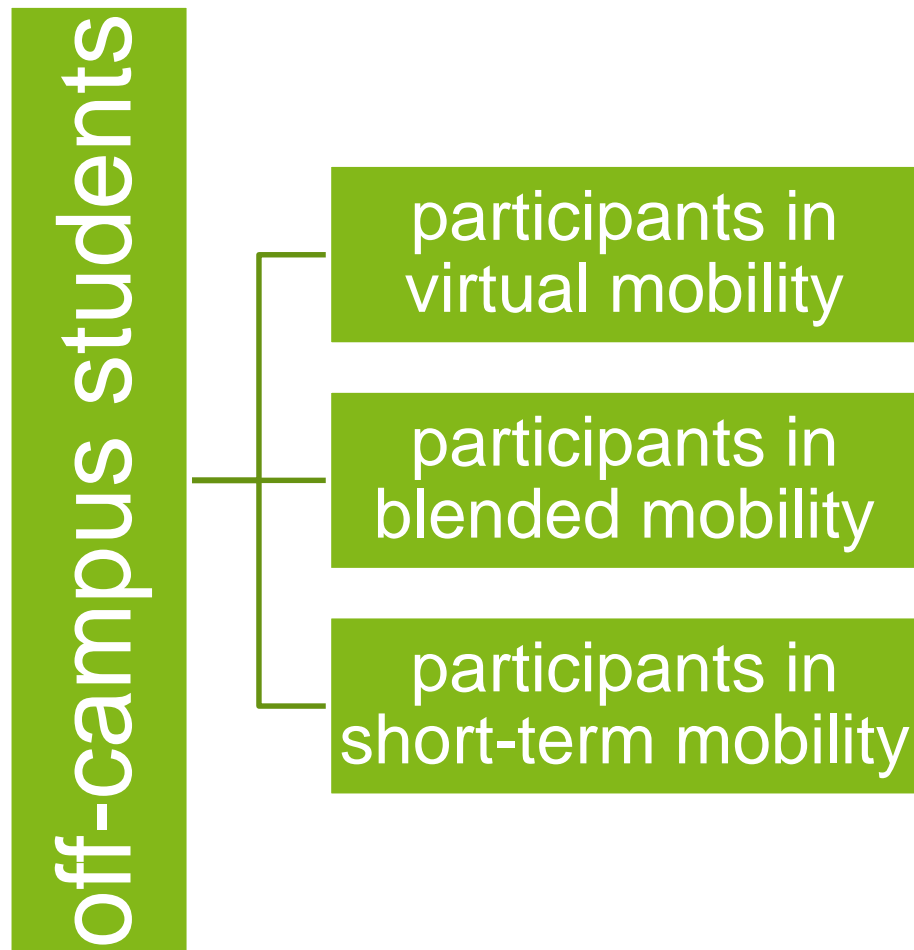 off-campus students
participants in
virtual mobility
participants in
blended mobility
participants in
short-term mobility